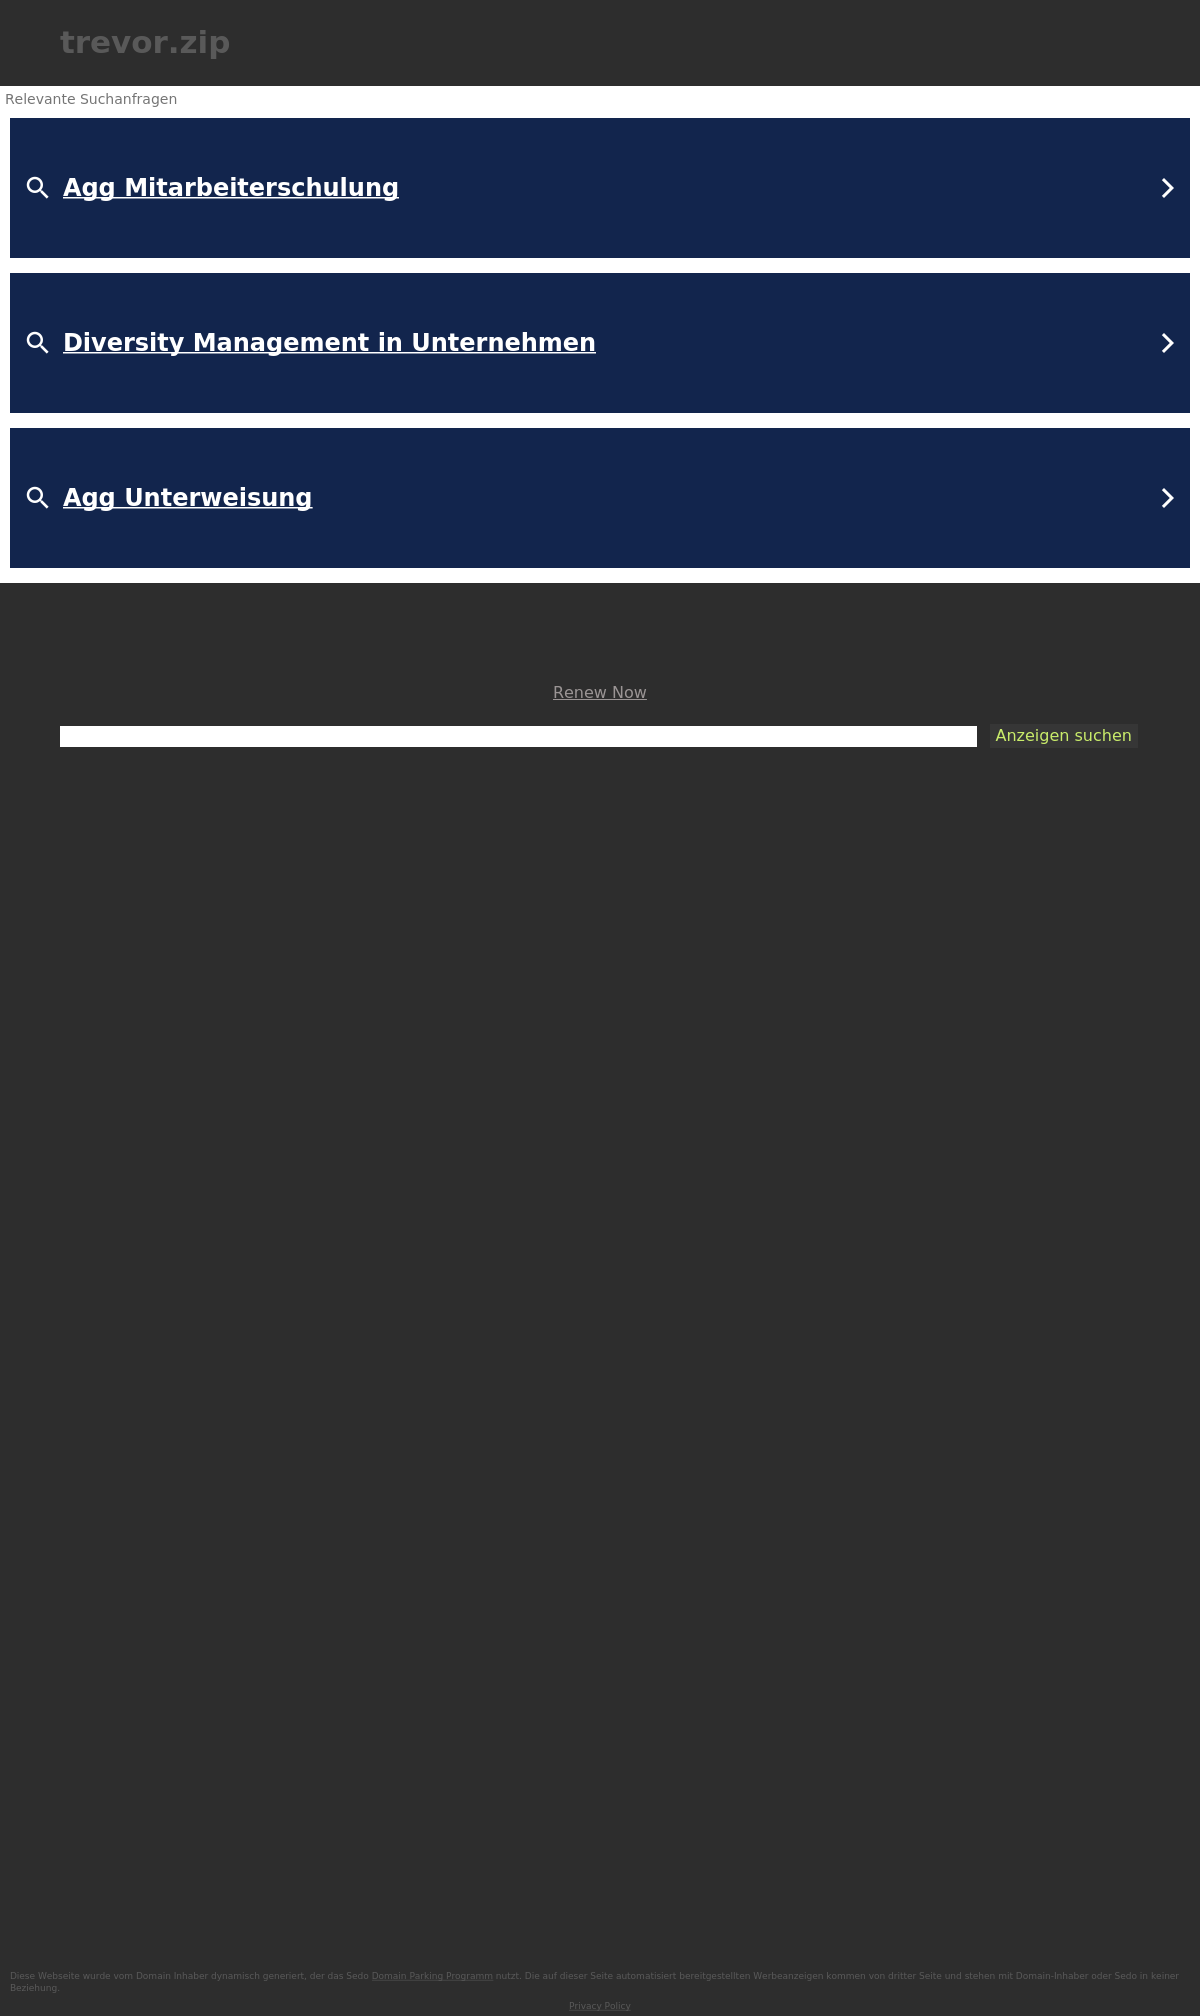 trevor.zip
Relevante Suchanfragen
Agg Mitarbeiterschulung
Diversity Management in Unternehmen
Agg Unterweisung
Renew Now
Anzeigen suchen
Diese Webseite wurde vom Domain Inhaber dynamisch generiert, der das Sedo Domain Parking Programm nutzt. Die auf dieser Seite automatisiert bereitgestellten Werbeanzeigen kommen von dritter Seite und stehen mit Domain-Inhaber oder Sedo in keiner
Beziehung.
Privacy Policy